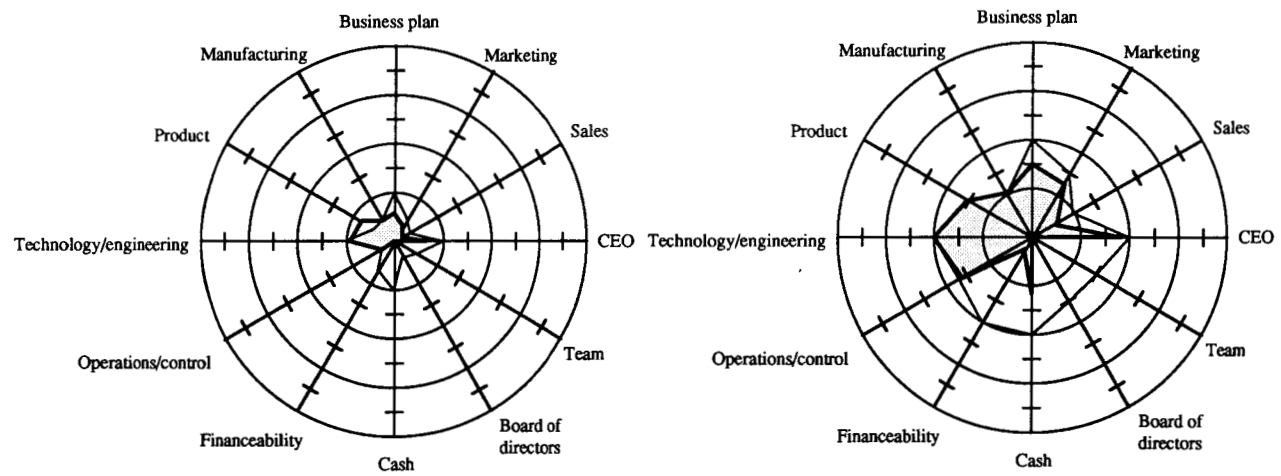 Business plan
Manufacturing
Marketing
Product
Sales
Technology/engineering
CEO
Operations/control
Team
Financeability
Board of
directors
Cash
Business plan
Manufacturing
Marketing
Product
Sales
Technology/engineering
CEO
Operations/control
Team
Financeability
Board of
directors
Cash